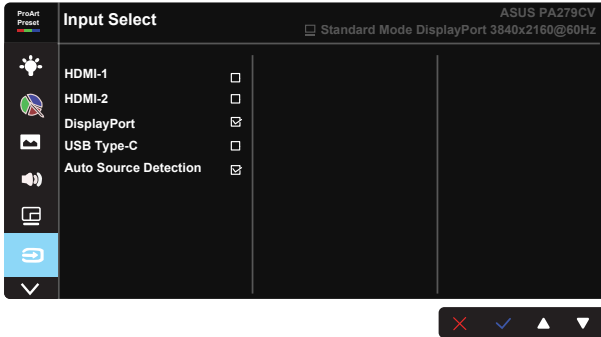 ProArt
Preset
Input Select
ASUS PA279CV
Standard Mode DisplayPort 3840x2160@60Hz
HDMI-1
HDMI-2
DisplayPort
USB Type-C
Auto Source Detection